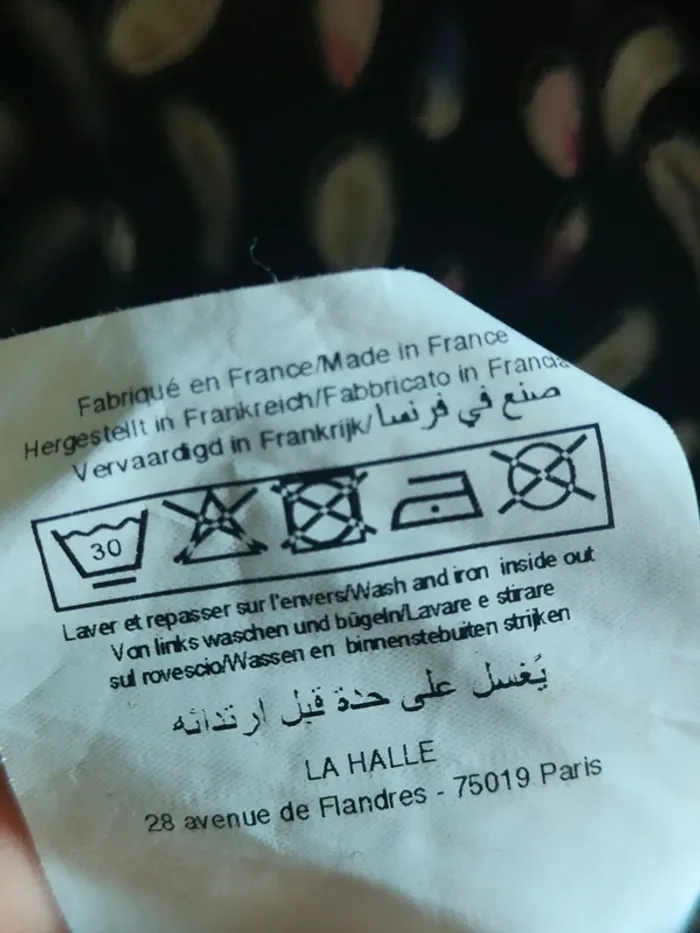 Fabriqué en France/Made in France
Hergestellt in Frankreich/Fabbricato in Francia
Vervaardigd in Frankrijk/صنع في فرنسا
30
Laver et repasser sur l'envers/Wash and iron inside out
Von links waschen und bügeln/Lavare e stirare
sul rovescio/Wassen en binnenstebuiten strijken
يُغسل على حدة قبل ارتدائه
LA HALLE
28 avenue de Flandres - 75019 Paris